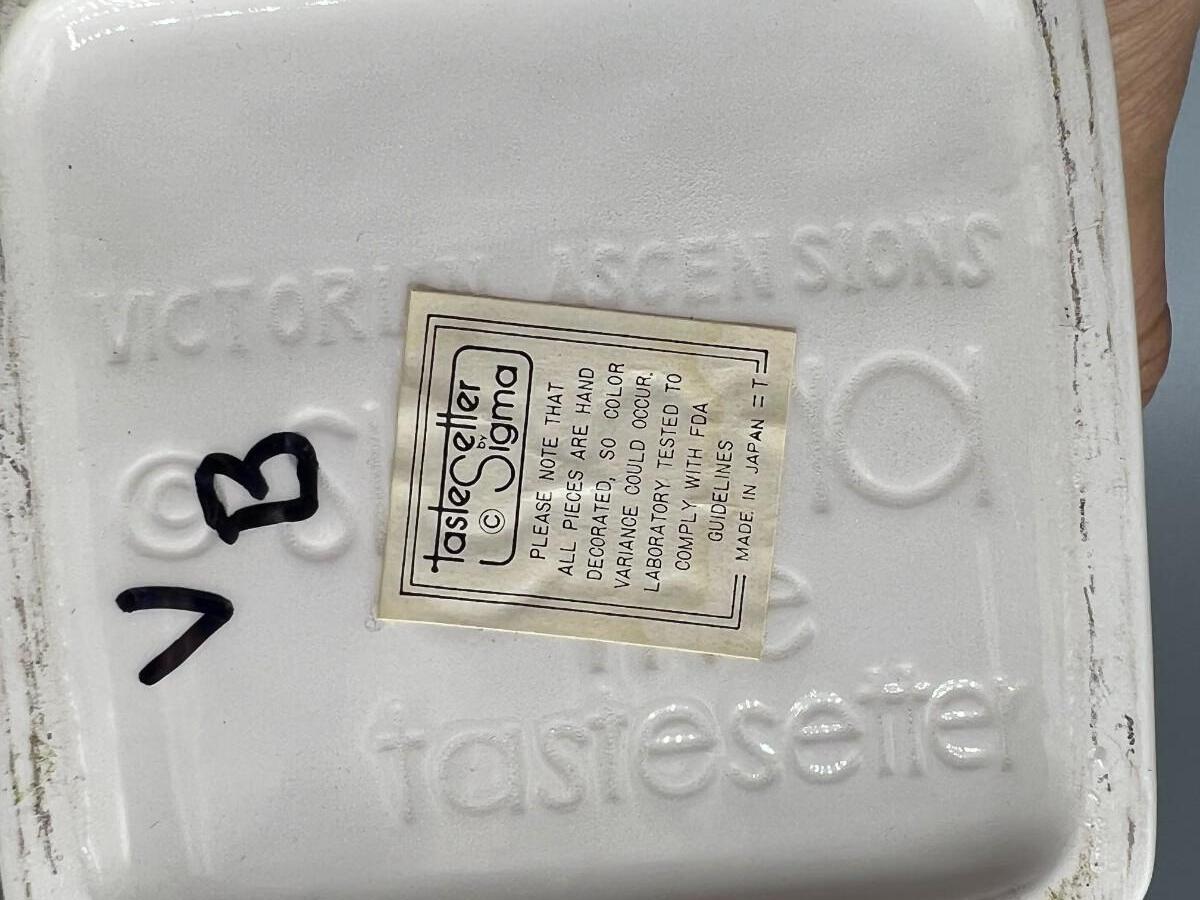 VICTORIAN ASCENSIONS
©
the
tastesetter
V B
tasteSetter
by
© Sigma
PLEASE NOTE THAT
ALL PIECES ARE HAND
DECORATED, SO COLOR
VARIANCE COULD OCCUR.
LABORATORY TESTED TO
COMPLY WITH FDA
GUIDELINES
MADE IN JAPAN = T